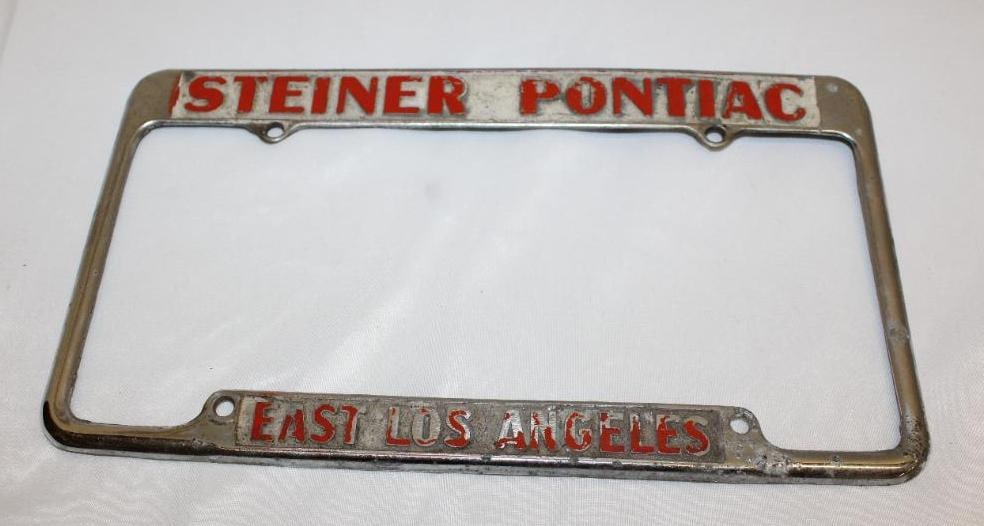 STEINER PONTIAC
EAST LOS ANGELES